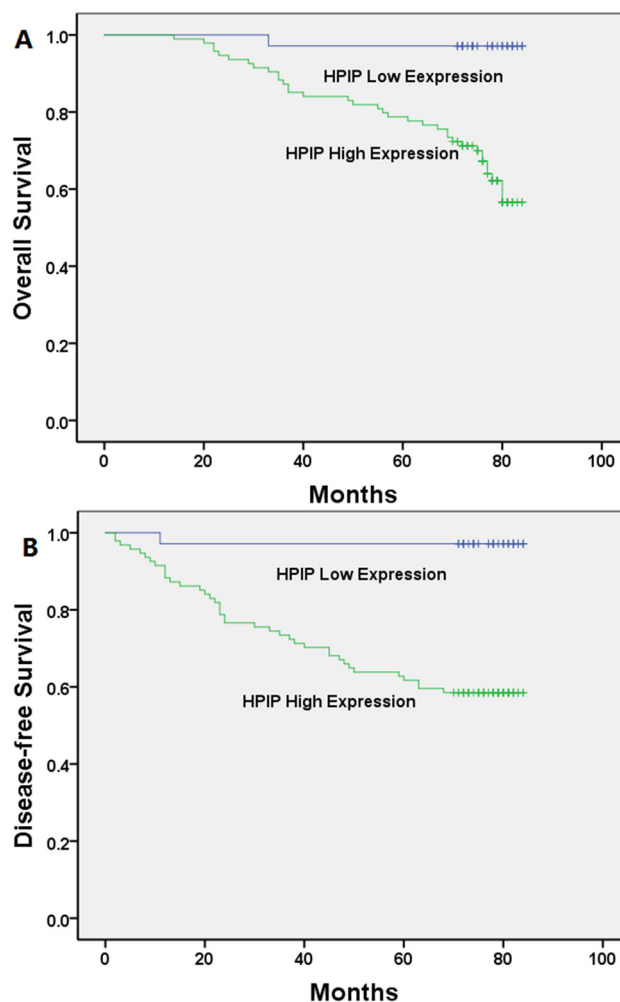 A
1.0
0.8
0.6
0.4
0.2
0.0
Overall Survival
HPIP Low Eexpression
HPIP High Expression
0 20 40 60 80 100
Months
B
1.0
0.8
0.6
0.4
0.2
0.0
Disease-free Survival
HPIP Low Expression
HPIP High Expression
0 20 40 60 80 100
Months